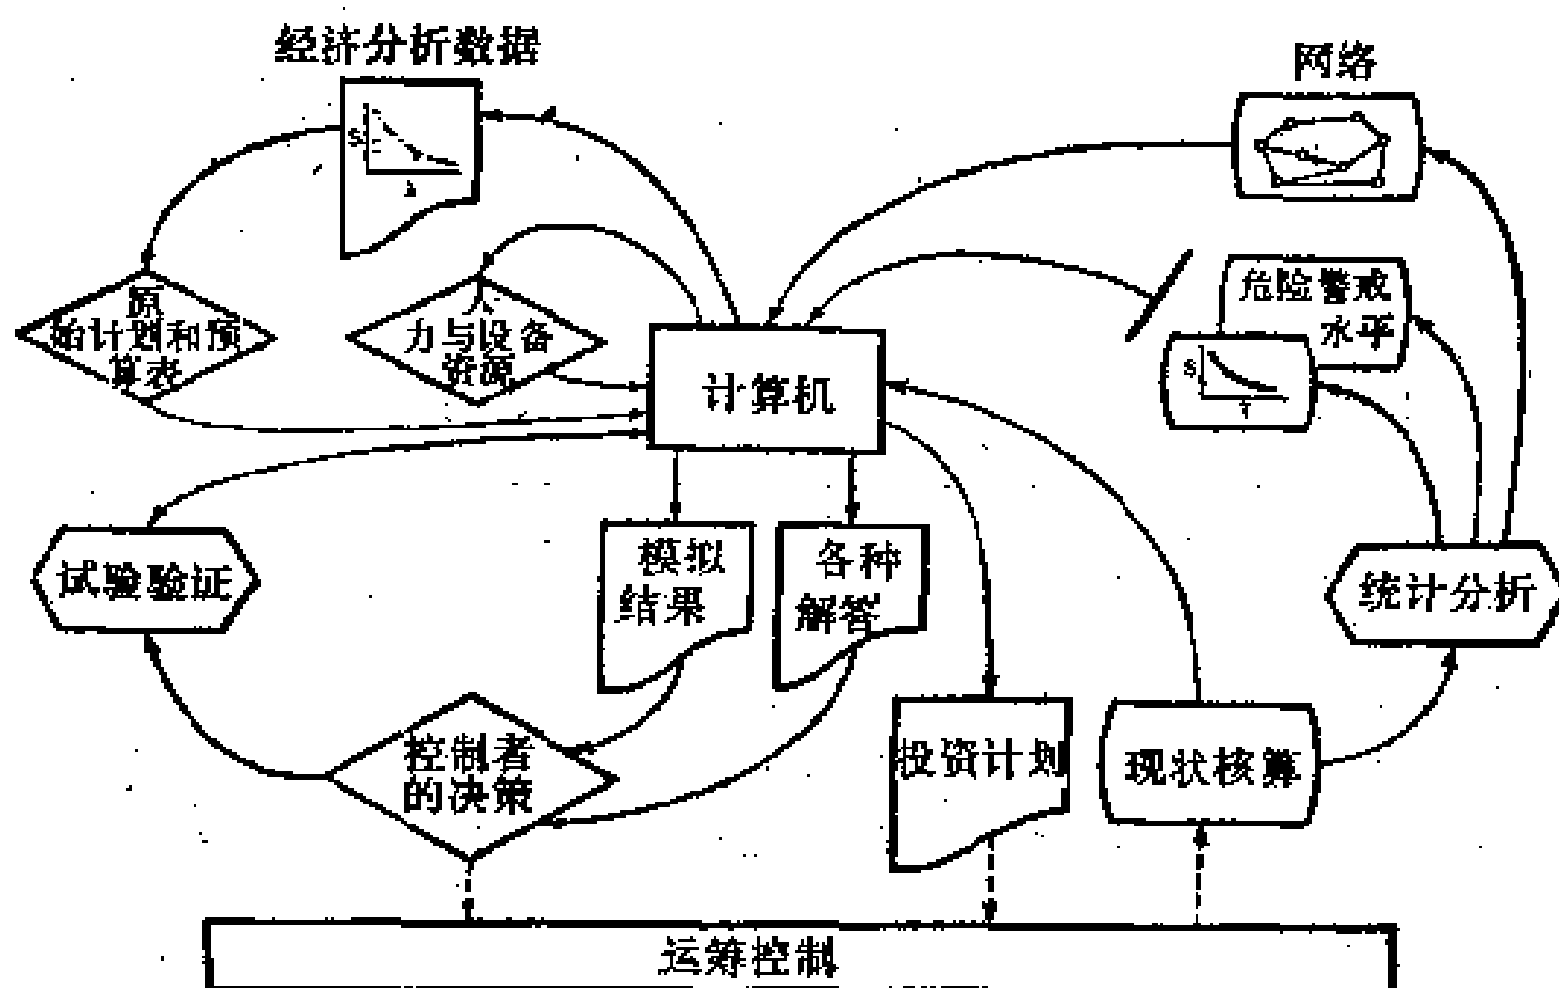 经济分析数据
网络
S
λ
原
始计划和预
算表
人
力与设备
资源
计算机
危险警戒
水平
S
T
试验验证
模拟
结果
各种
解答
统计分析
控制者
的决策
投资计划
现状核算
运筹控制